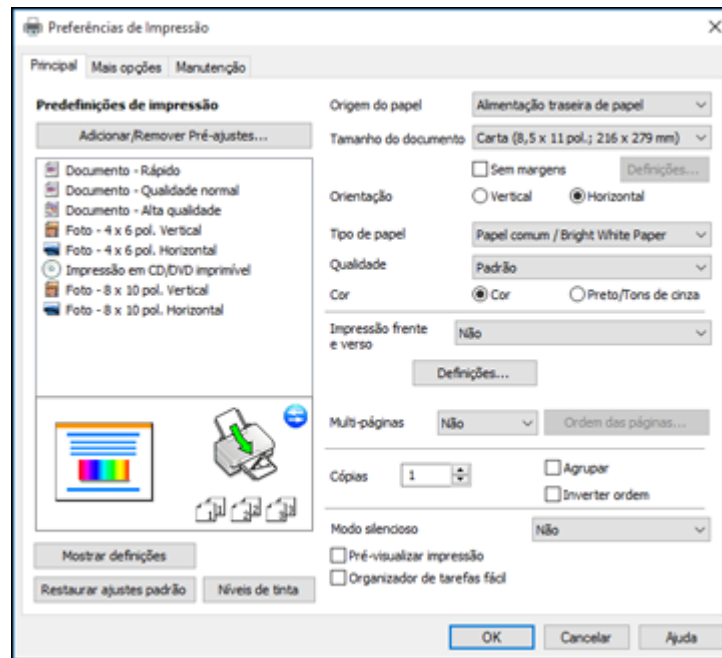 Preferências de Impressão
Principal Mais opções Manutenção
Predefinições de impressão
Adicionar/Remover Pré-ajustes...
Documento - Rápido
Documento - Qualidade normal
Documento - Alta qualidade
Foto - 4 x 6 pol. Vertical
Foto - 4 x 6 pol. Horizontal
Impressão em CD/DVD imprimível
Foto - 8 x 10 pol. Vertical
Foto - 8 x 10 pol. Horizontal
Mostrar definições
Restaurar ajustes padrão Níveis de tinta
Origem do papel Alimentação traseira de papel
Tamanho do documento Carta (8,5 x 11 pol.; 216 x 279 mm)
Sem margens Definições...
Orientação Vertical Horizontal
Tipo de papel Papel comum / Bright White Paper
Qualidade Padrão
Cor Cor Preto/Tons de cinza
Impressão frente e verso Não
Definições...
Multi-páginas Não Ordem das páginas...
Cópias 1 Agrupar
Inverter ordem
Modo silencioso Não
Pré-visualizar impressão
Organizador de tarefas fácil
OK Cancelar Ajuda